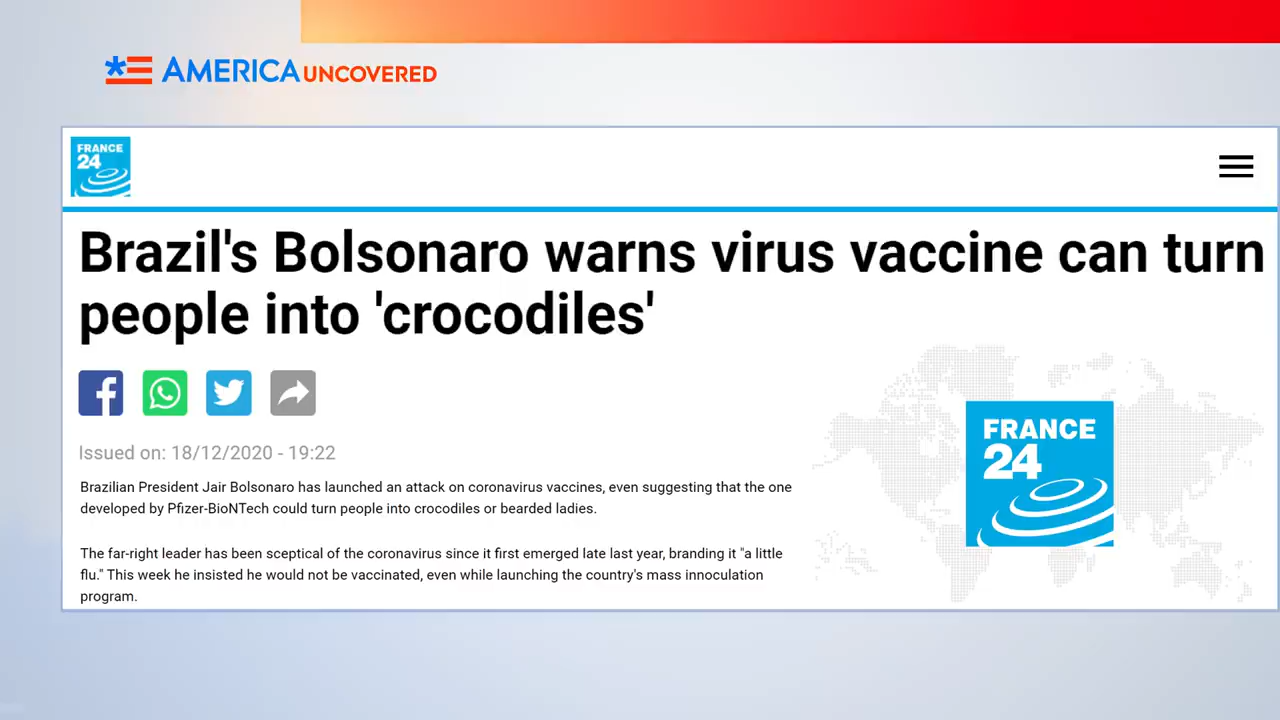 AMERICA UNCOVERED
FRANCE
24
Brazil's Bolsonaro warns virus vaccine can turn
people into 'crocodiles'
Issued on: 18/12/2020 - 19:22
Brazilian President Jair Bolsonaro has launched an attack on coronavirus vaccines, even suggesting that the one
developed by Pfizer-BioNTech could turn people into crocodiles or bearded ladies.
The far-right leader has been sceptical of the coronavirus since it first emerged late last year, branding it "a little
flu." This week he insisted he would not be vaccinated, even while launching the country's mass innoculation
program.
FRANCE
24